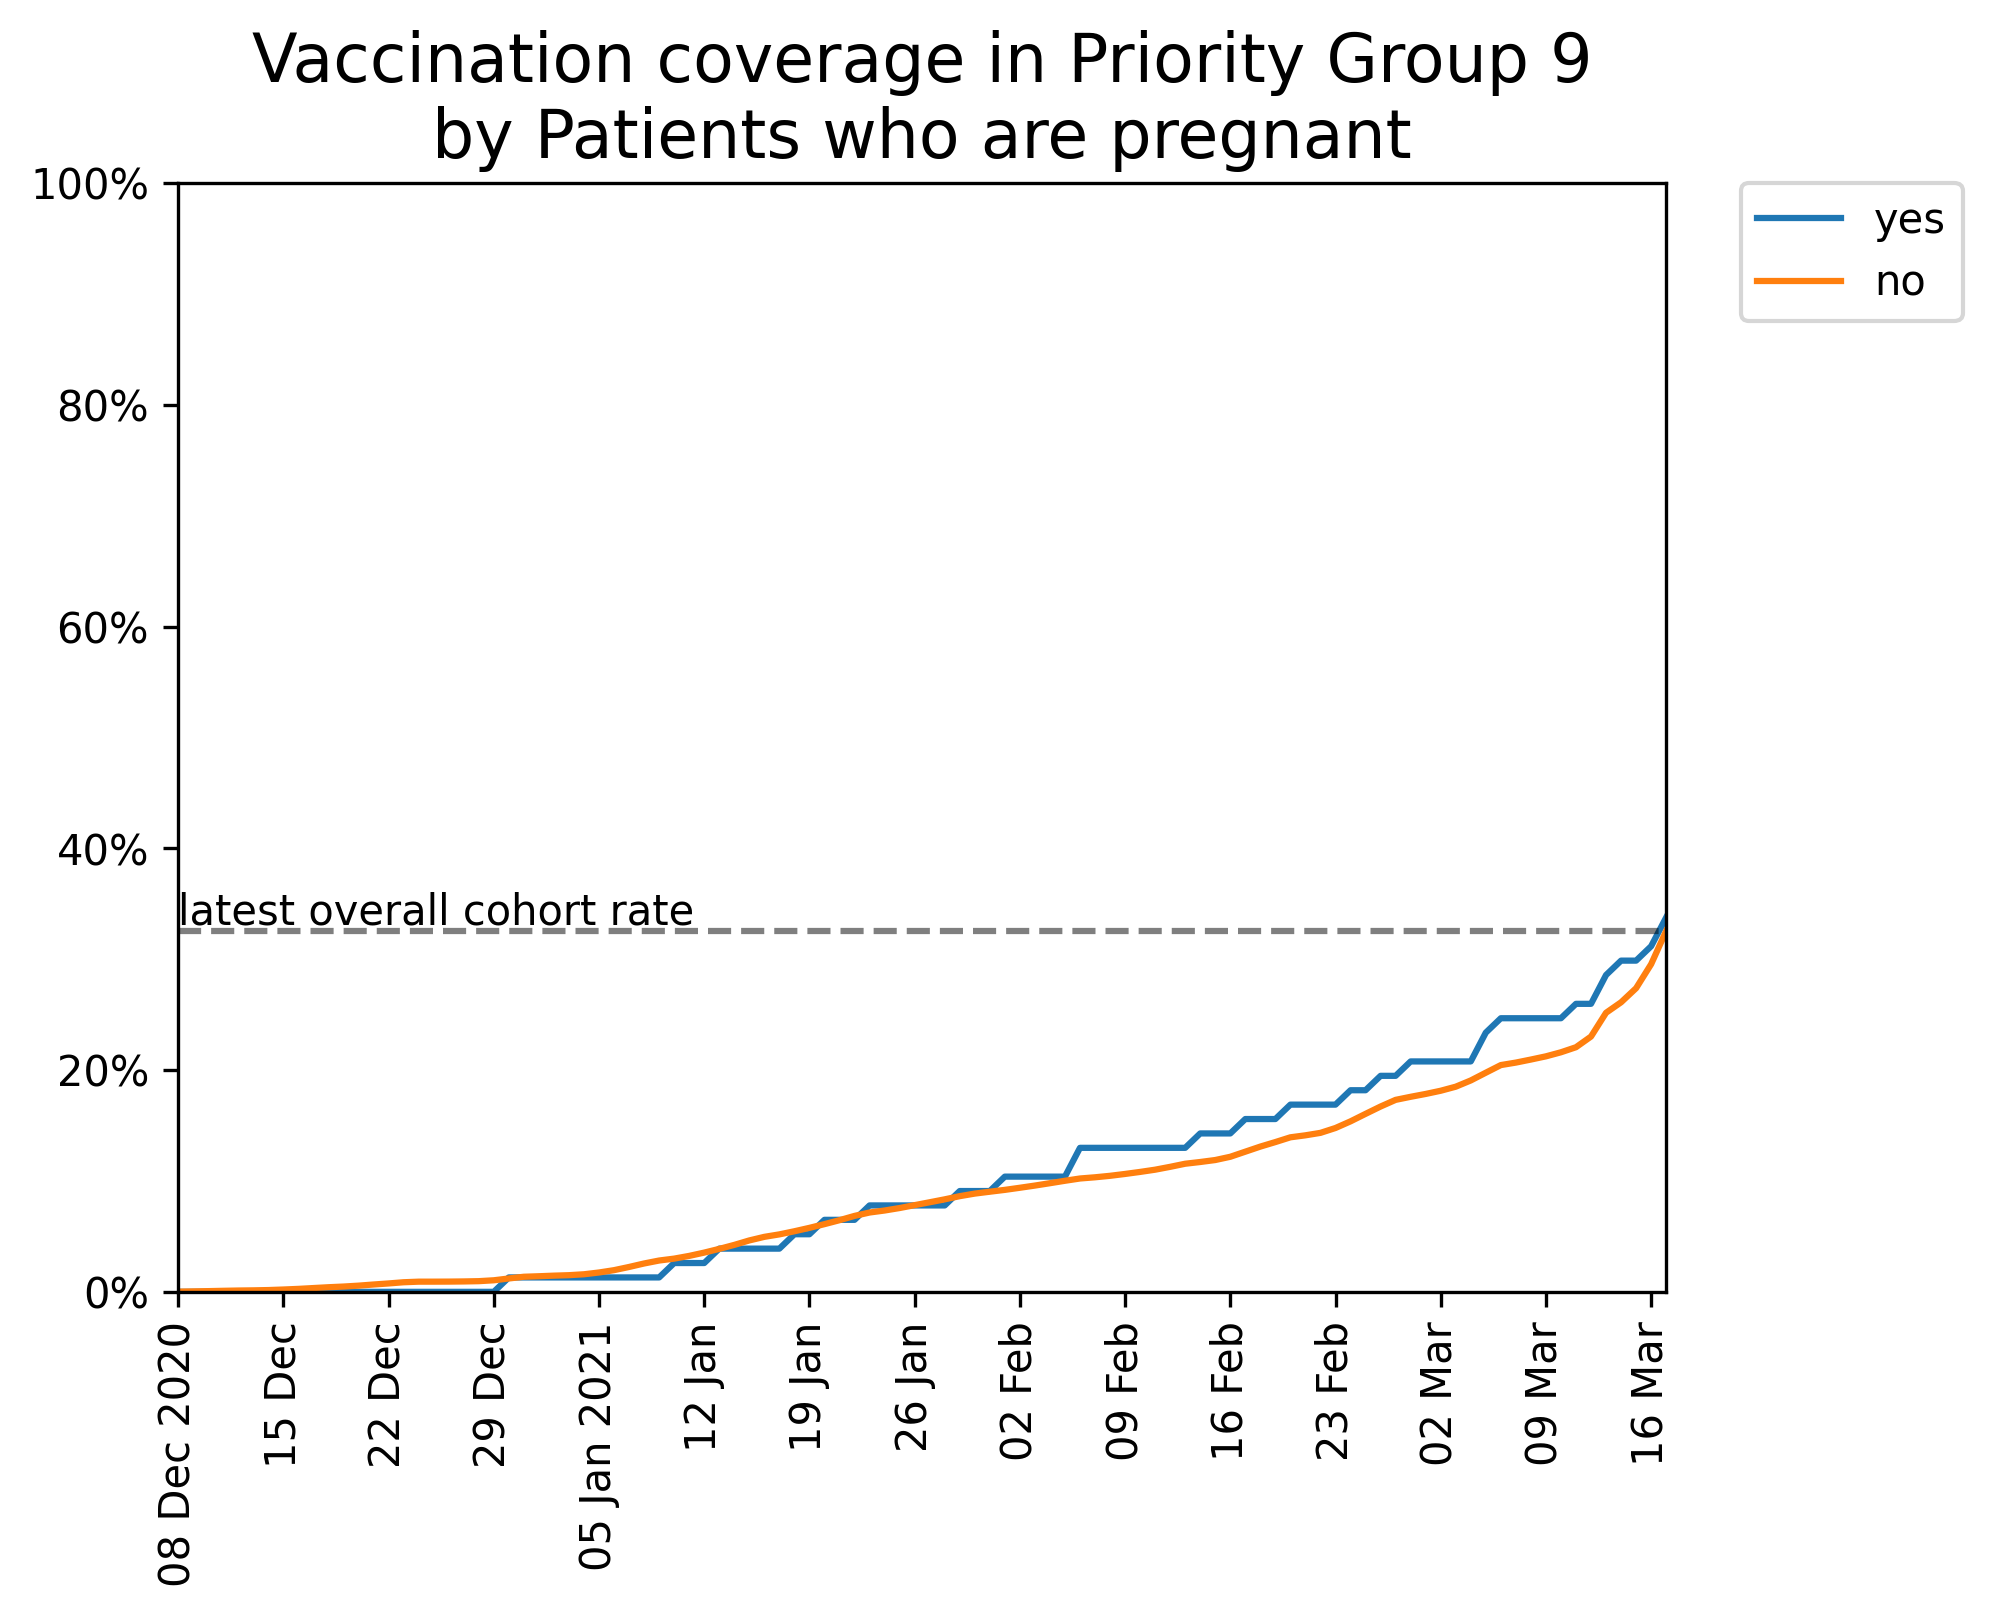 Vaccination coverage in Priority Group 9
by Patients who are pregnant
100%
80%
60%
40%
20%
0%
latest overall cohort rate
yes
no
08 Dec 2020
15 Dec
22 Dec
29 Dec
05 Jan 2021
12 Jan
19 Jan
26 Jan
02 Feb
09 Feb
16 Feb
23 Feb
02 Mar
09 Mar
16 Mar